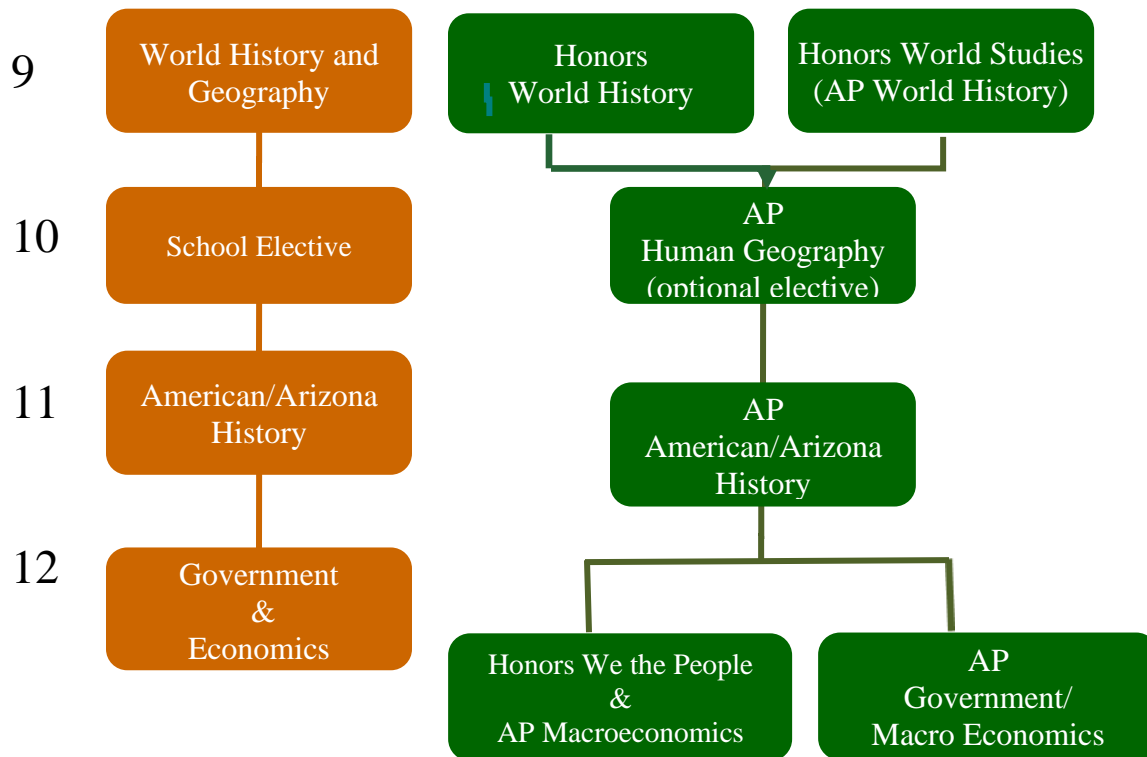 9
World History and
Geography
Honors
World History
Honors World Studies
(AP World History)
10
School Elective
AP
Human Geography
(optional elective)
11
American/Arizona
History
AP
American/Arizona
History
12
Government
&
Economics
Honors We the People
&
AP Macroeconomics
AP
Government/
Macro Economics